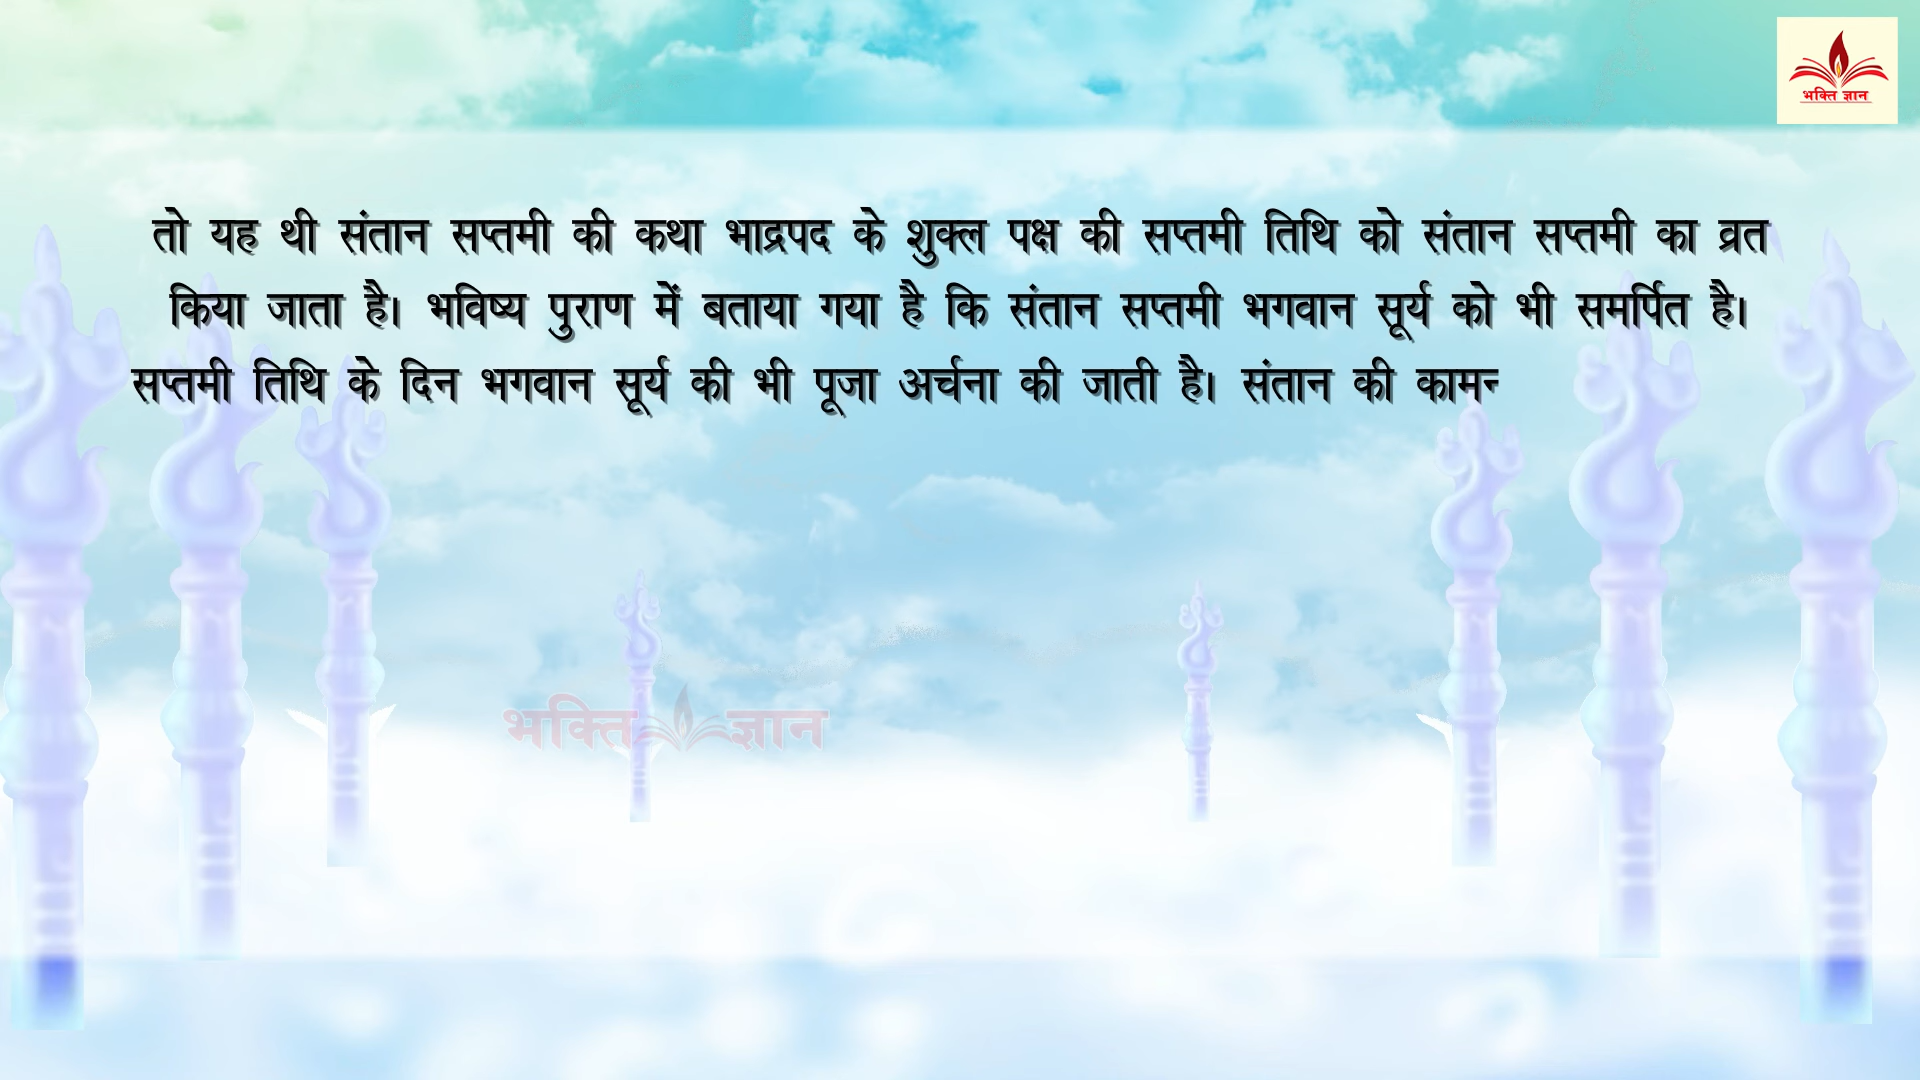 भक्ति ज्ञान
तो यह थी संतान सप्तमी की कथा भाद्रपद के शुक्ल पक्ष की सप्तमी तिथि को संतान सप्तमी का व्रत
किया जाता है। भविष्य पुराण में बताया गया है कि संतान सप्तमी भगवान सूर्य को भी समर्पित है।
सप्तमी तिथि के दिन भगवान सूर्य की भी पूजा अर्चना की जाती है। संतान की
भक्ति ज्ञान